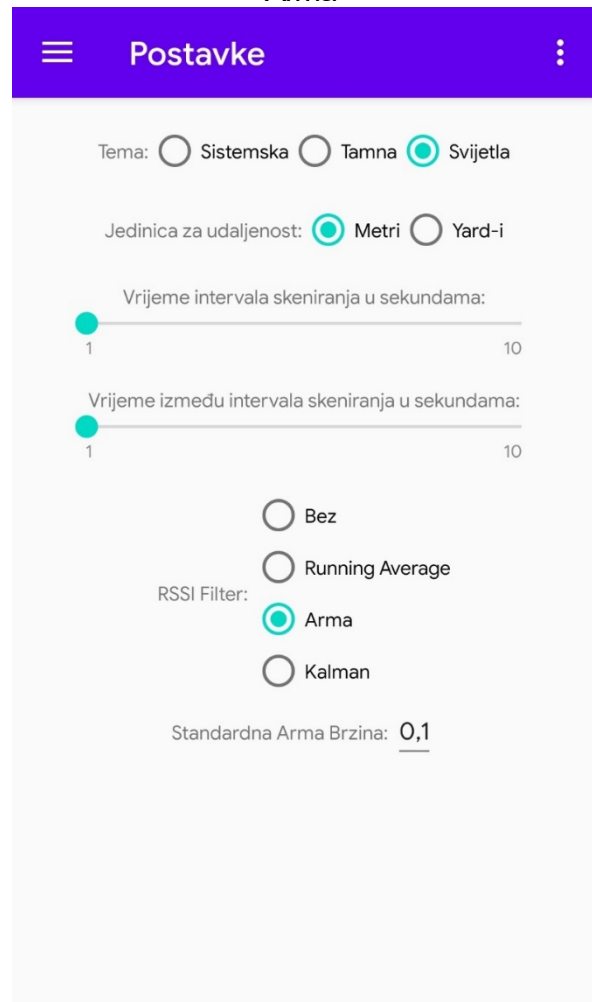 Postavke
Tema: Sistemska Tamna Svijetla
Jedinica za udaljenost: Metri Yard-i
Vrijeme intervala skeniranja u sekundama:
1 10
Vrijeme između intervala skeniranja u sekundama:
1 10
Bez
Running Average
RSSI Filter:
Arma
Kalman
Standardna Arma Brzina: 0,1